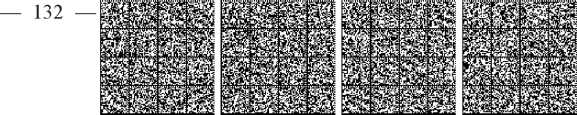 — 132 —